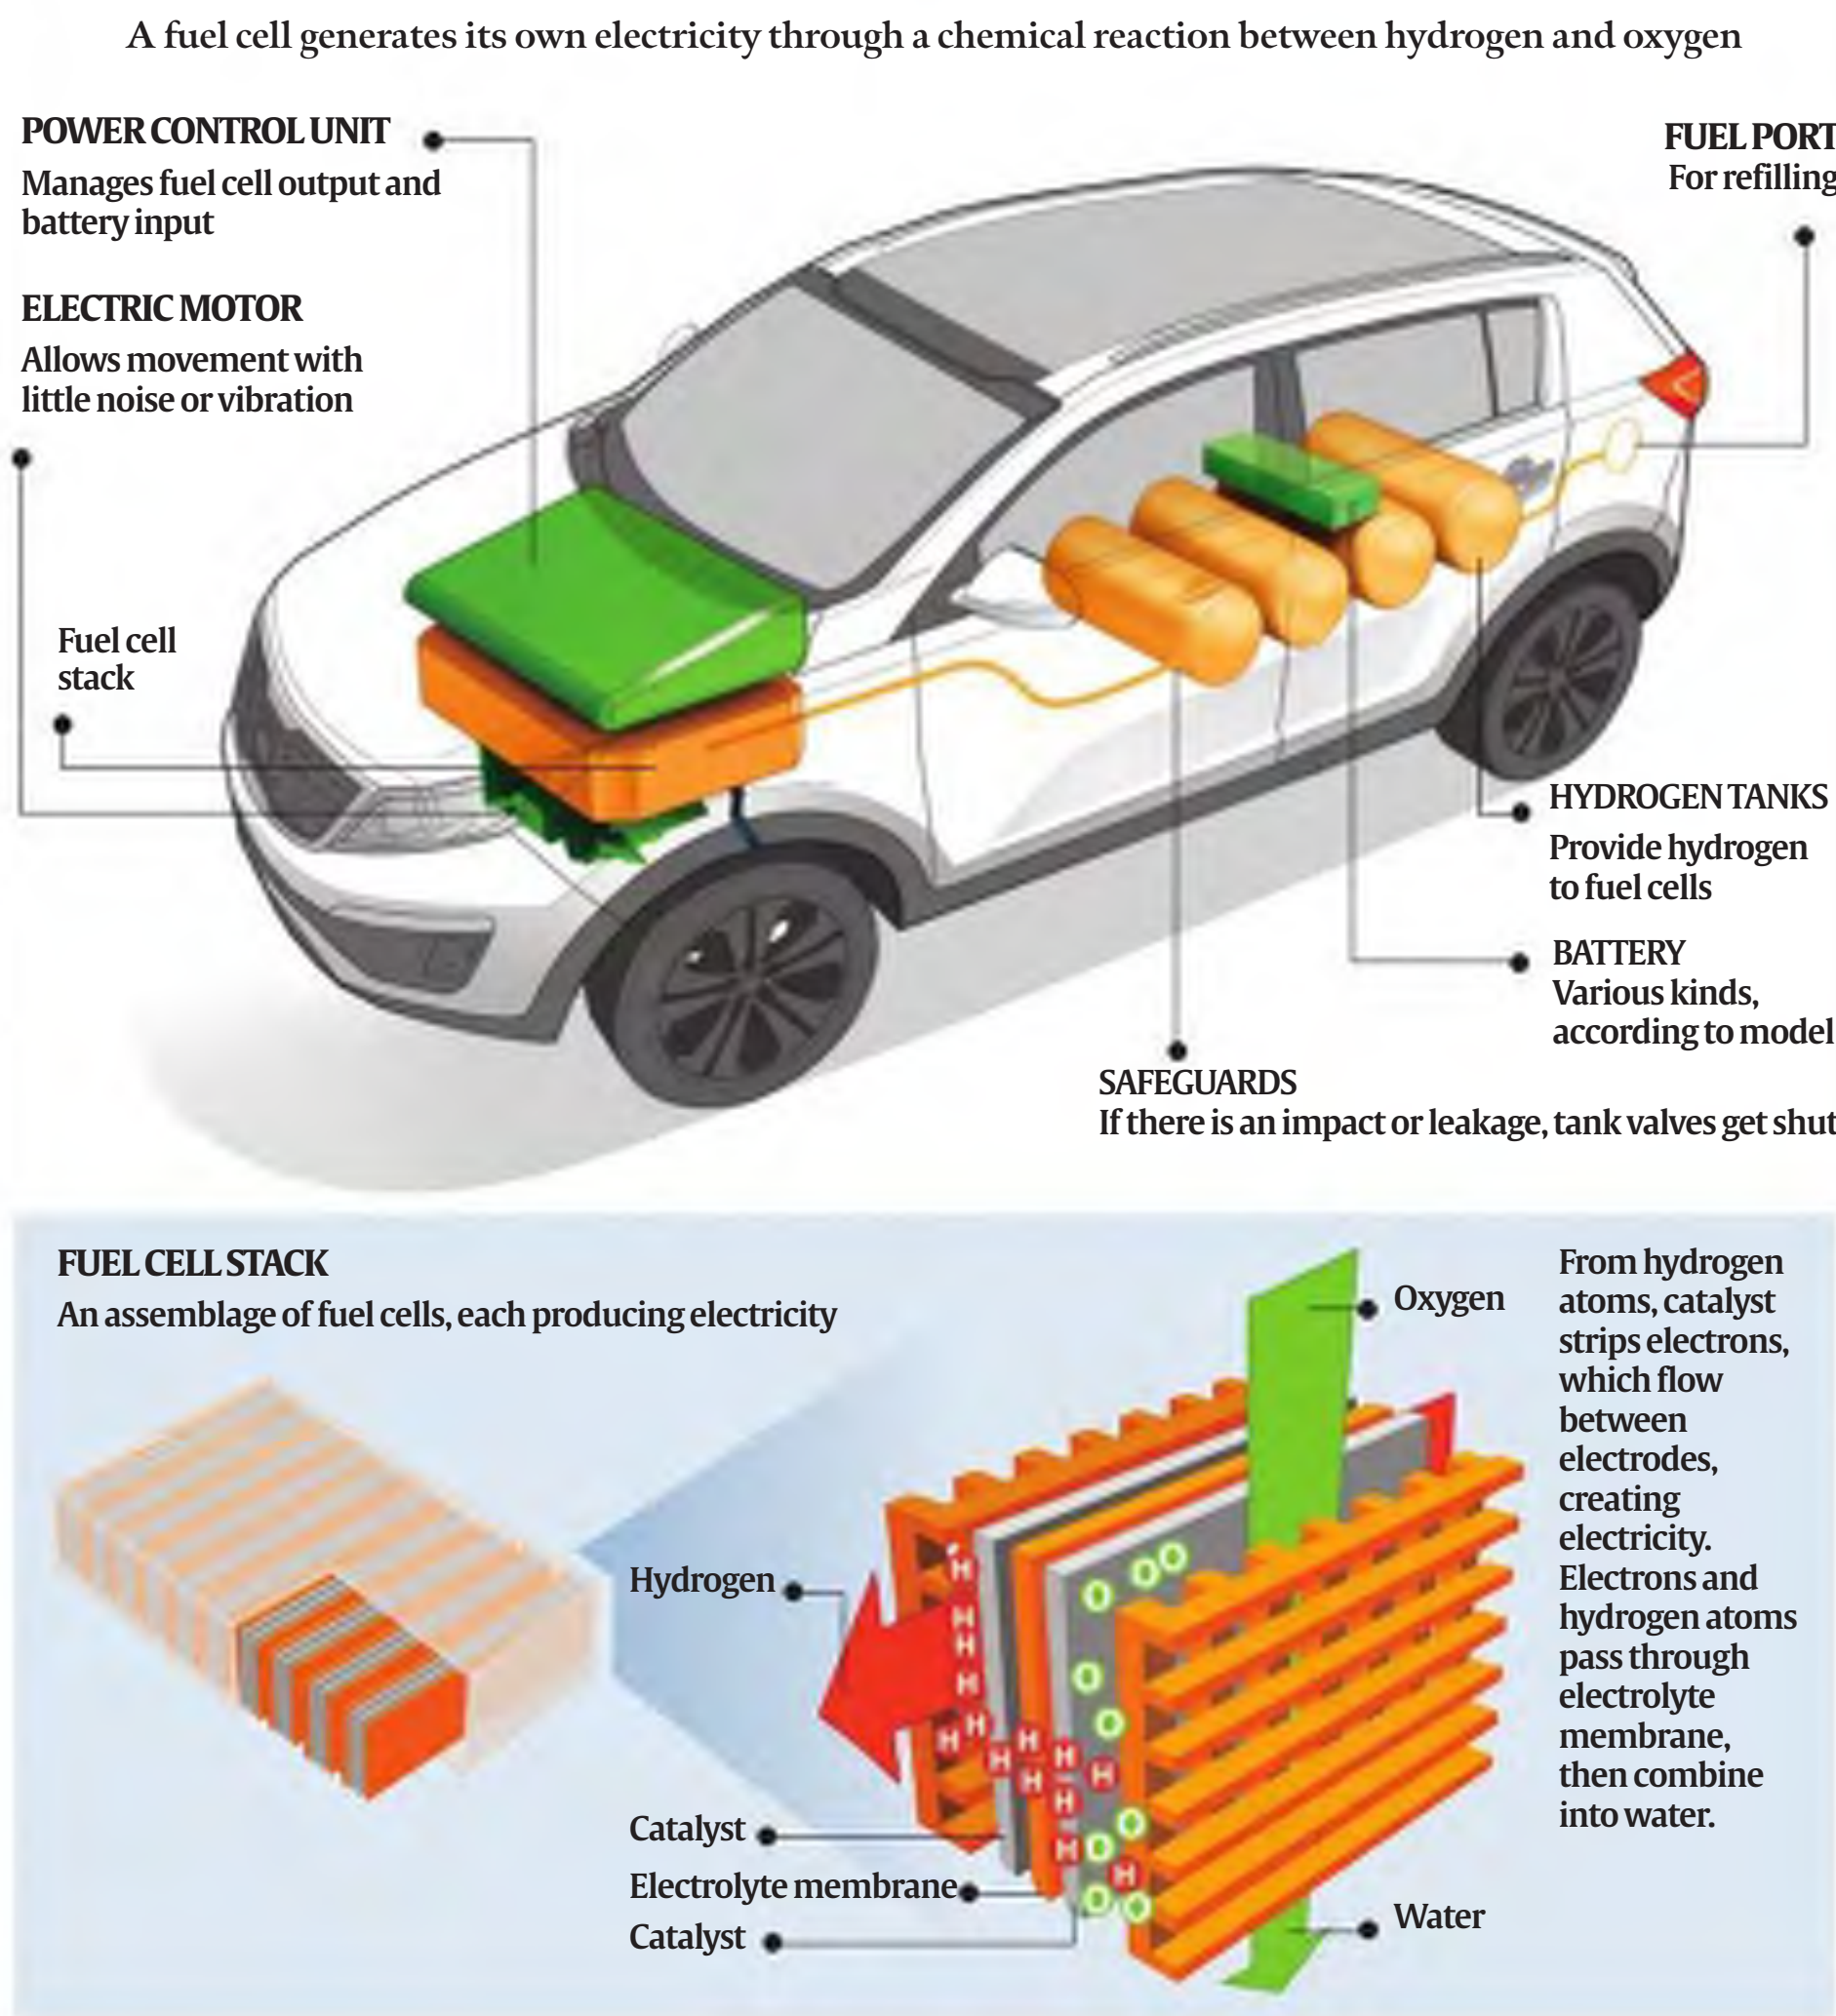 A fuel cell generates its own electricity through a chemical reaction between hydrogen and oxygen
POWER CONTROL UNIT
Manages fuel cell output and
battery input
ELECTRIC MOTOR
Allows movement with
little noise or vibration
Fuel cell
stack
FUEL PORT
For refilling
HYDROGEN TANKS
Provide hydrogen
to fuel cells
BATTERY
Various kinds,
according to model
SAFEGUARDS
If there is an impact or leakage, tank valves get shut
FUEL CELL STACK
An assemblage of fuel cells, each producing electricity
Oxygen
Hydrogen
Catalyst
Electrolyte membrane
Catalyst
Water
H
H
H
H
H
H
H
H
H
H
H
H
H
H
O
O
O
O
O
O
O
O
O
From hydrogen
atoms, catalyst
strips electrons,
which flow
between
electrodes,
creating
electricity.
Electrons and
hydrogen atoms
pass through
electrolyte
membrane,
then combine
into water.